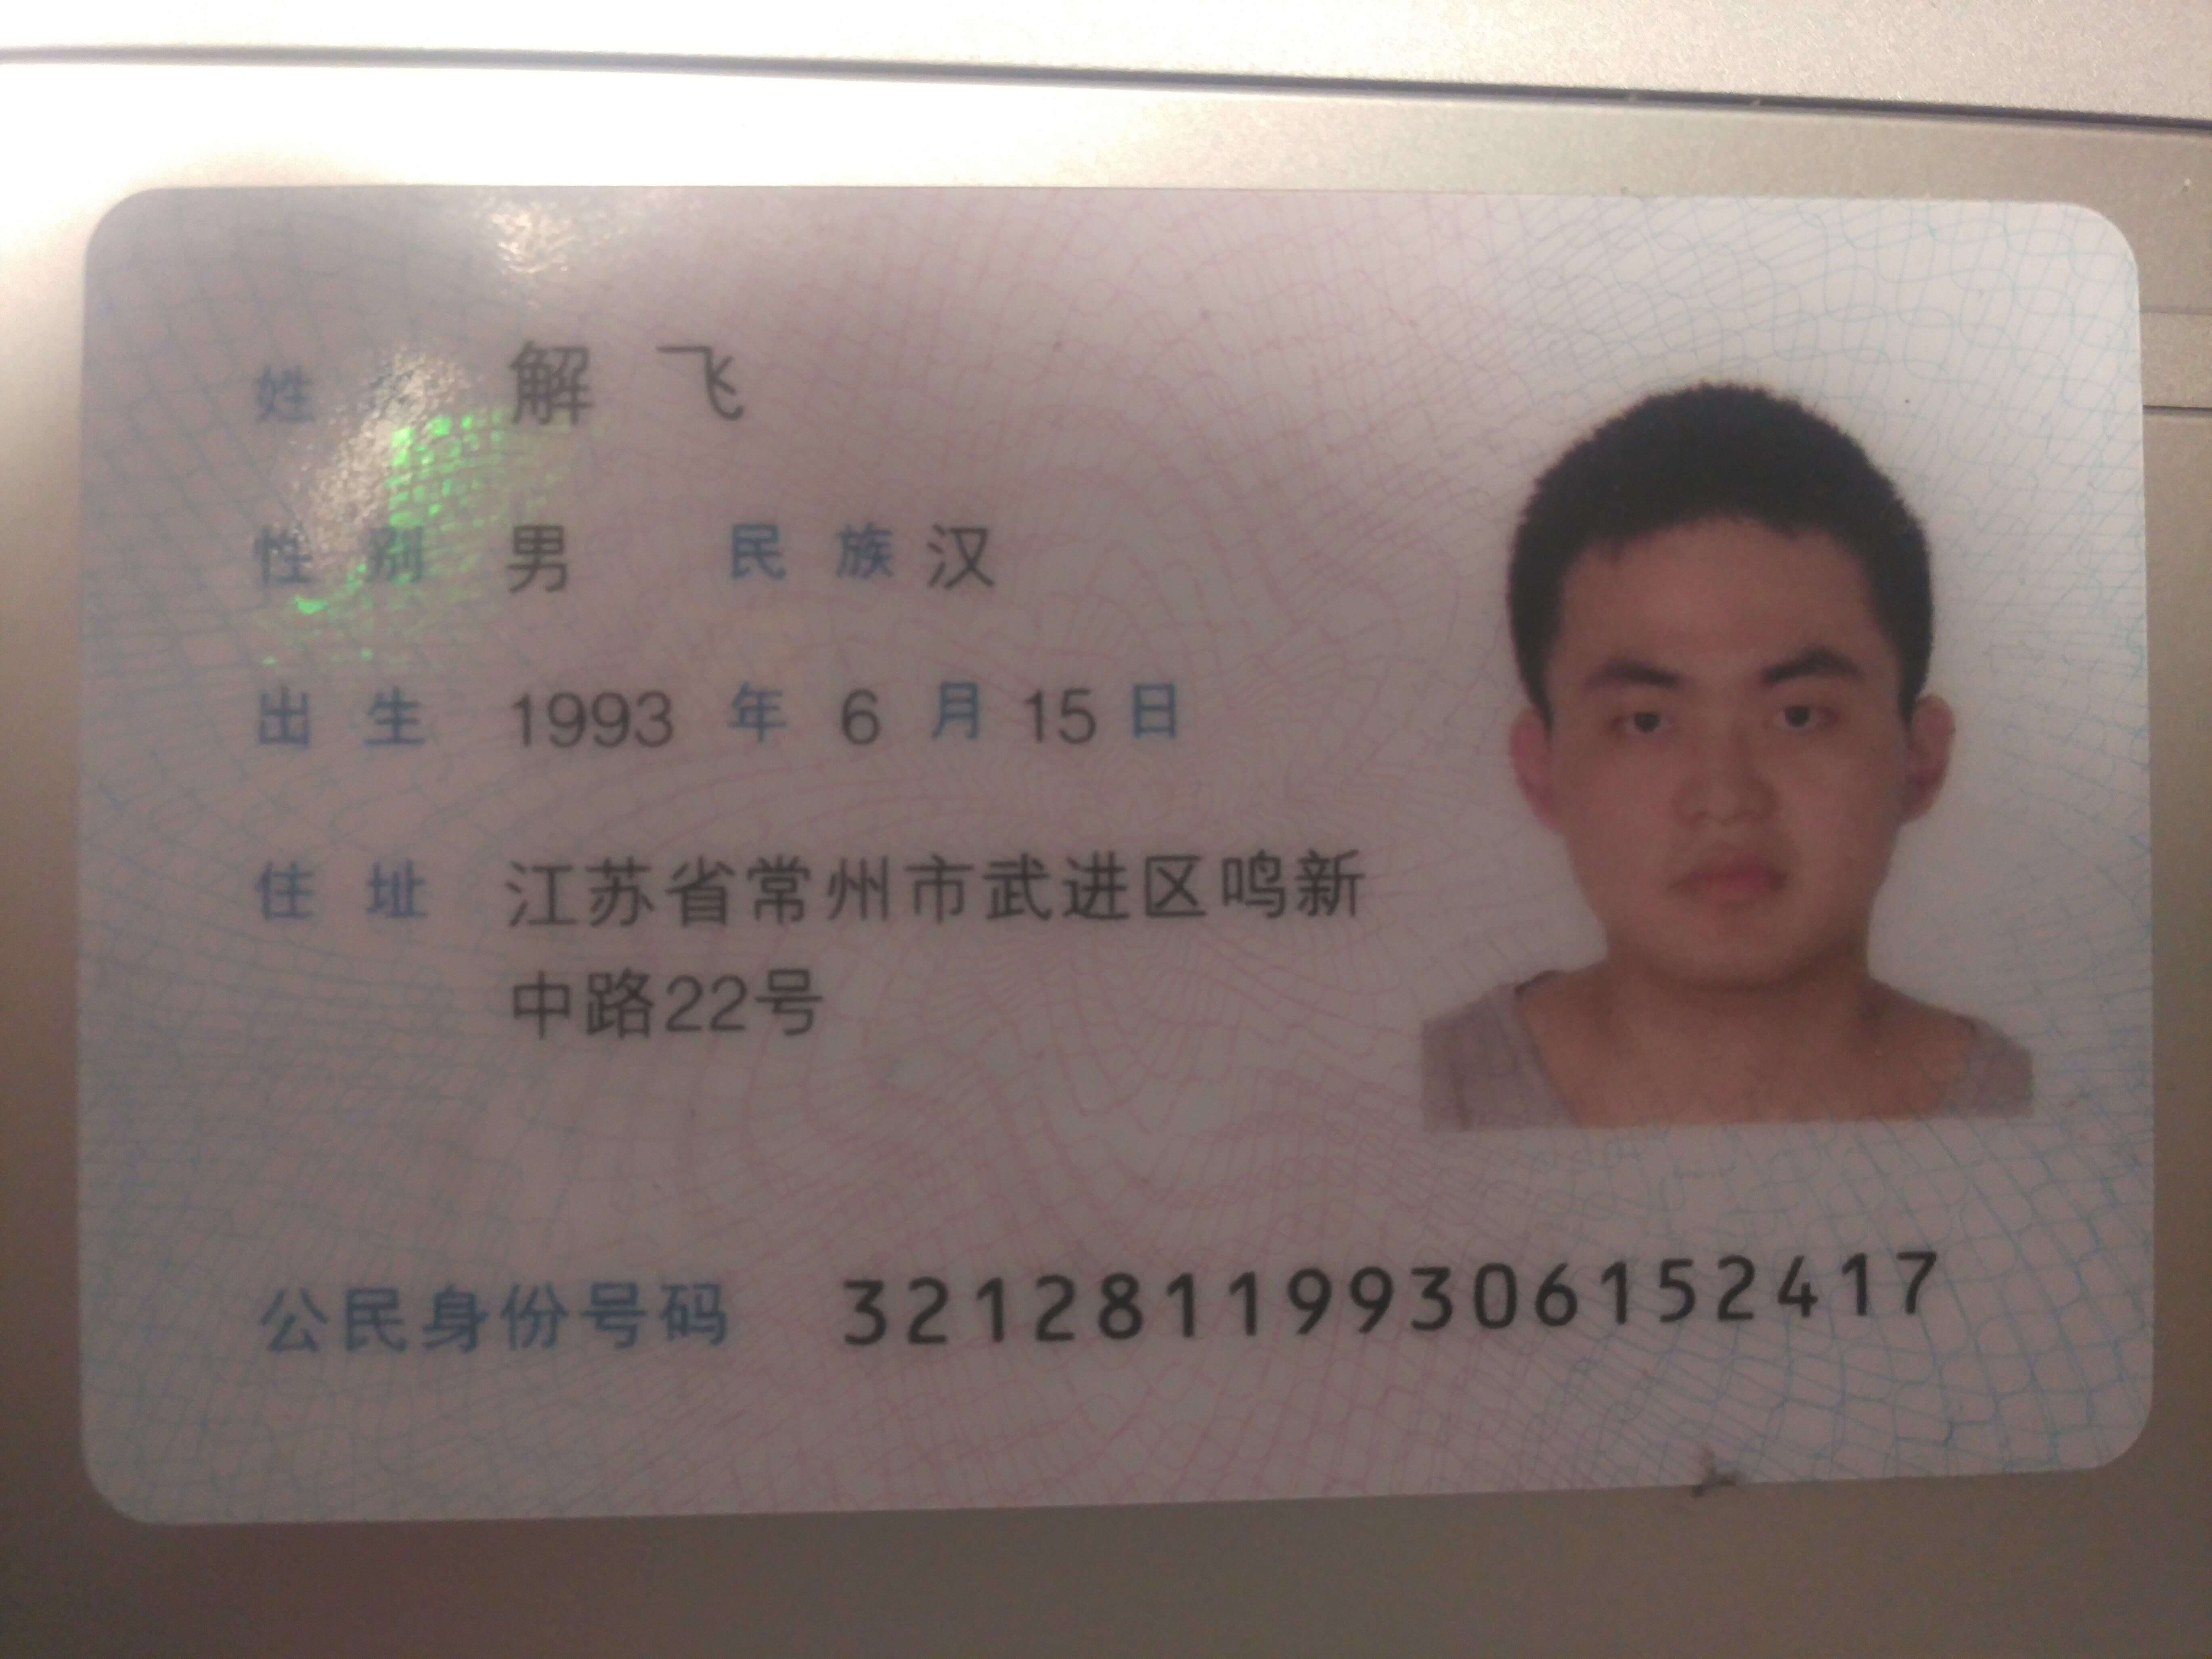 姓 名 解 飞
性 别 男 民 族 汉
出 生 1993 年 6 月 15 日
住 址 江苏省常州市武进区鸣新
中路22号
公民身份号码 321281199306152417